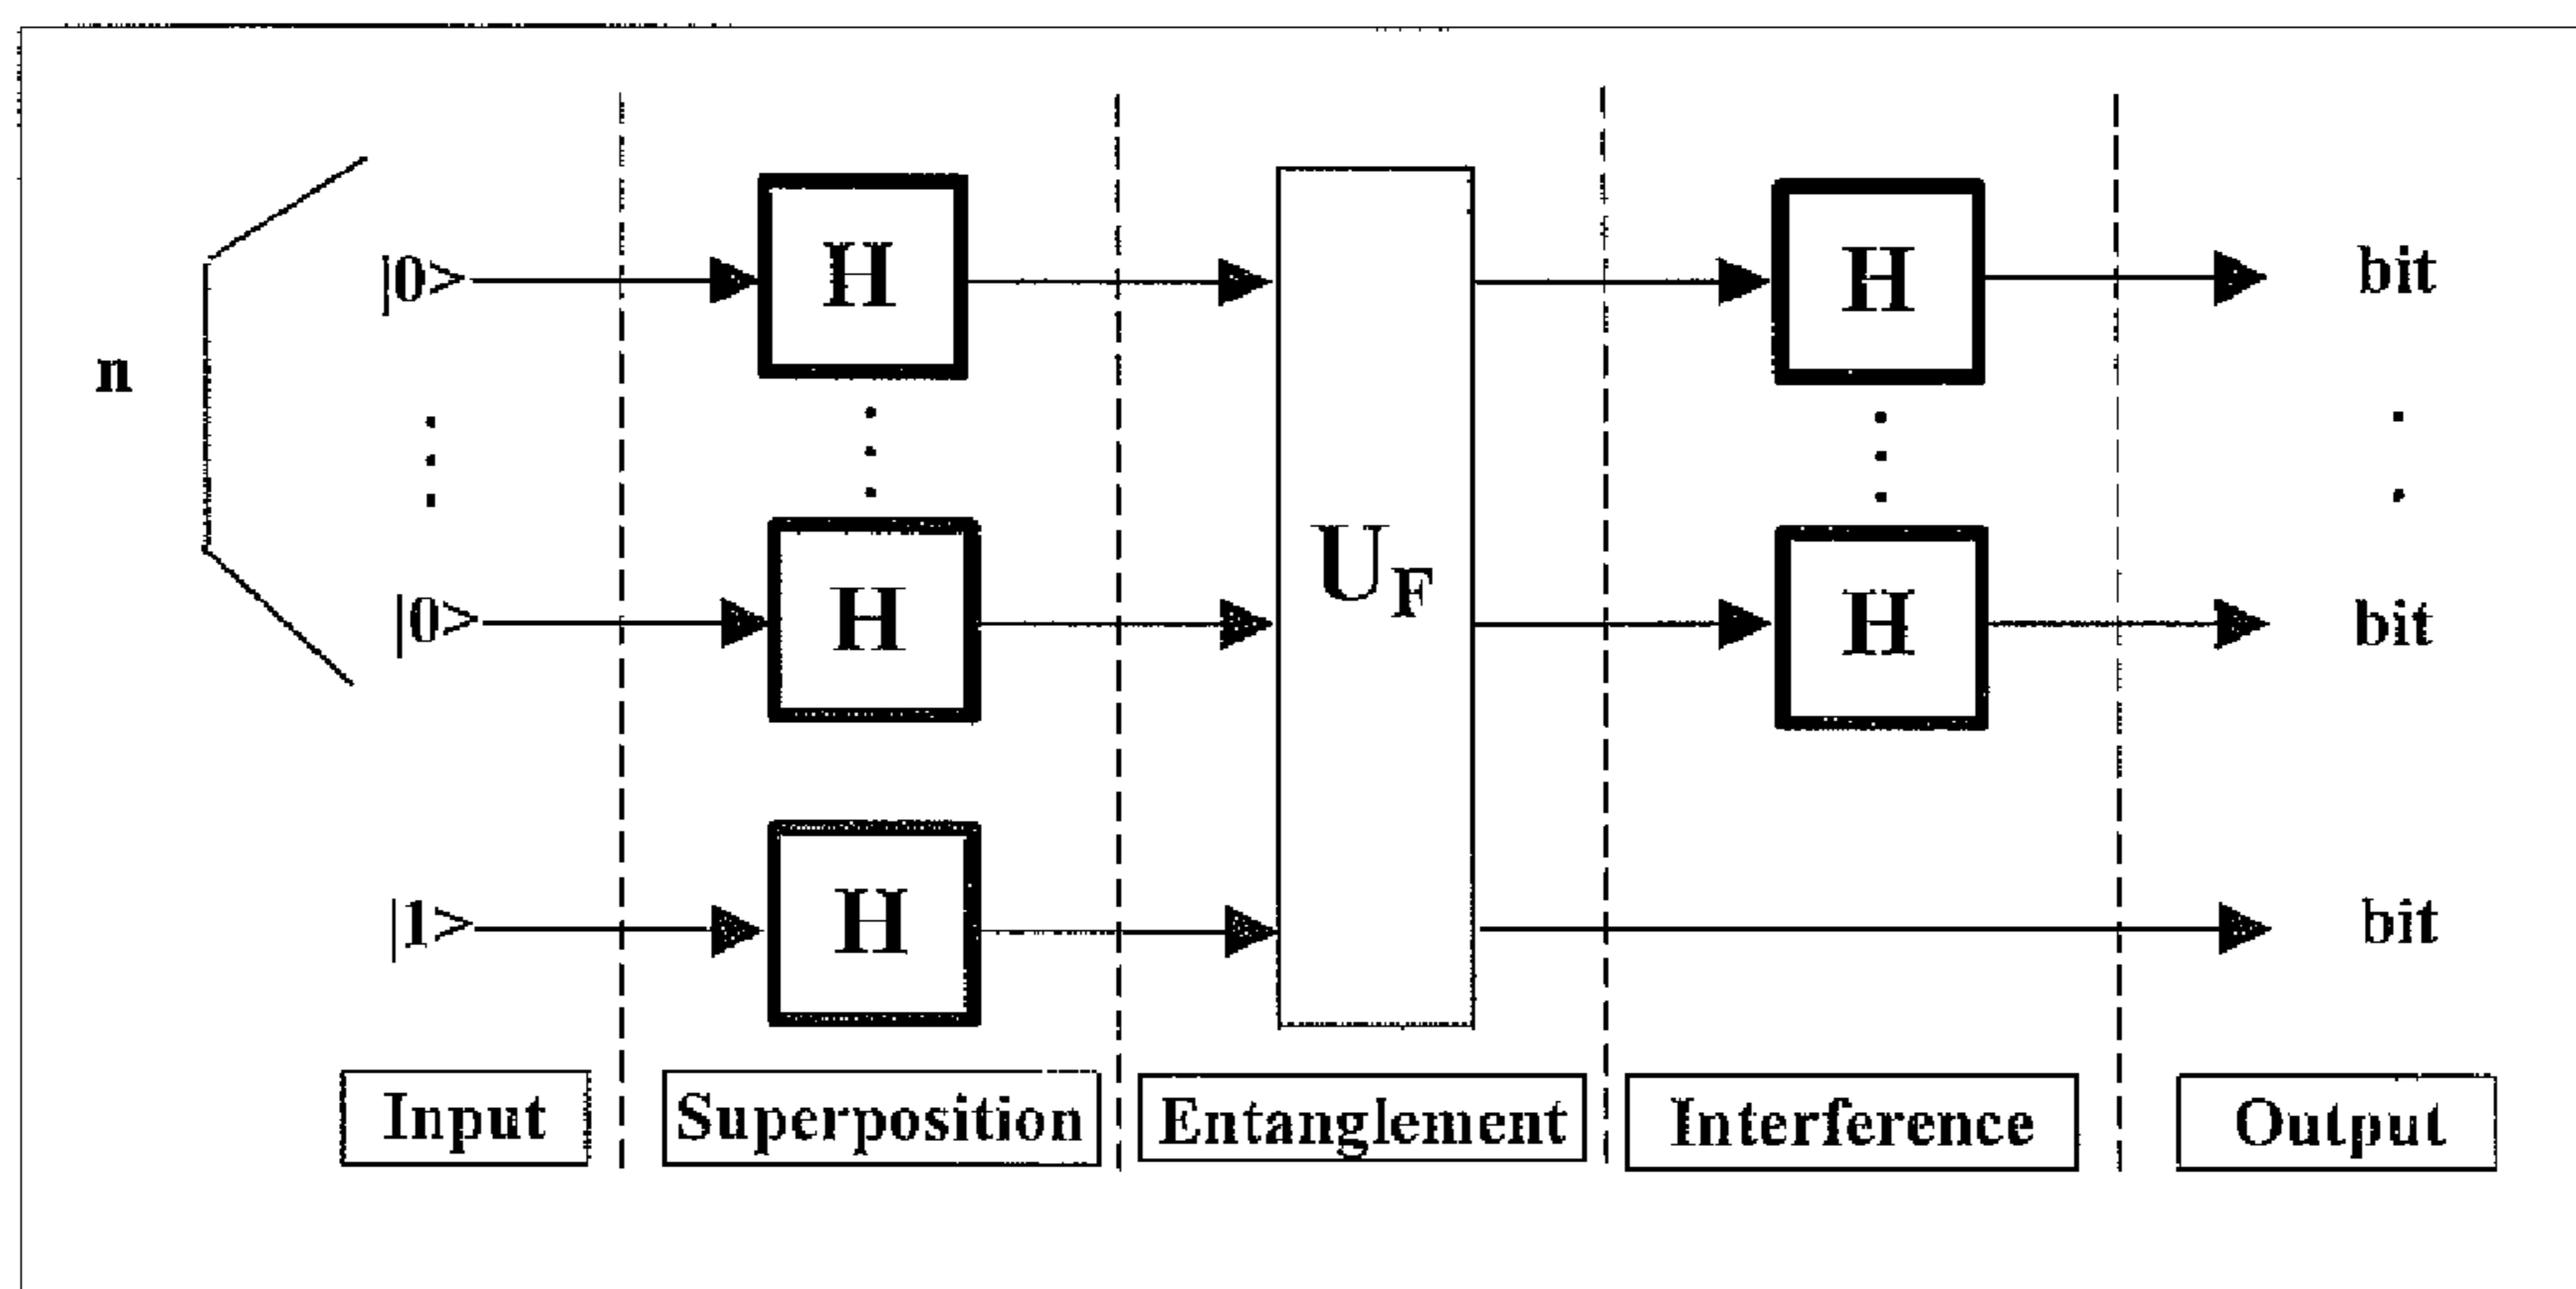 |0> H H bit
n
|0> H U_F H bit
|1> H bit
Input Superposition Entanglement Interference Output